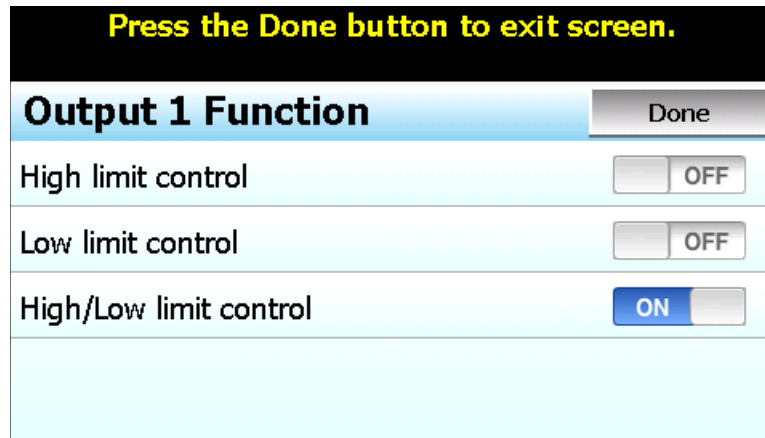 Press the Done button to exit screen.
Output 1 Function
Done
High limit control
OFF
Low limit control
OFF
High/Low limit control
ON